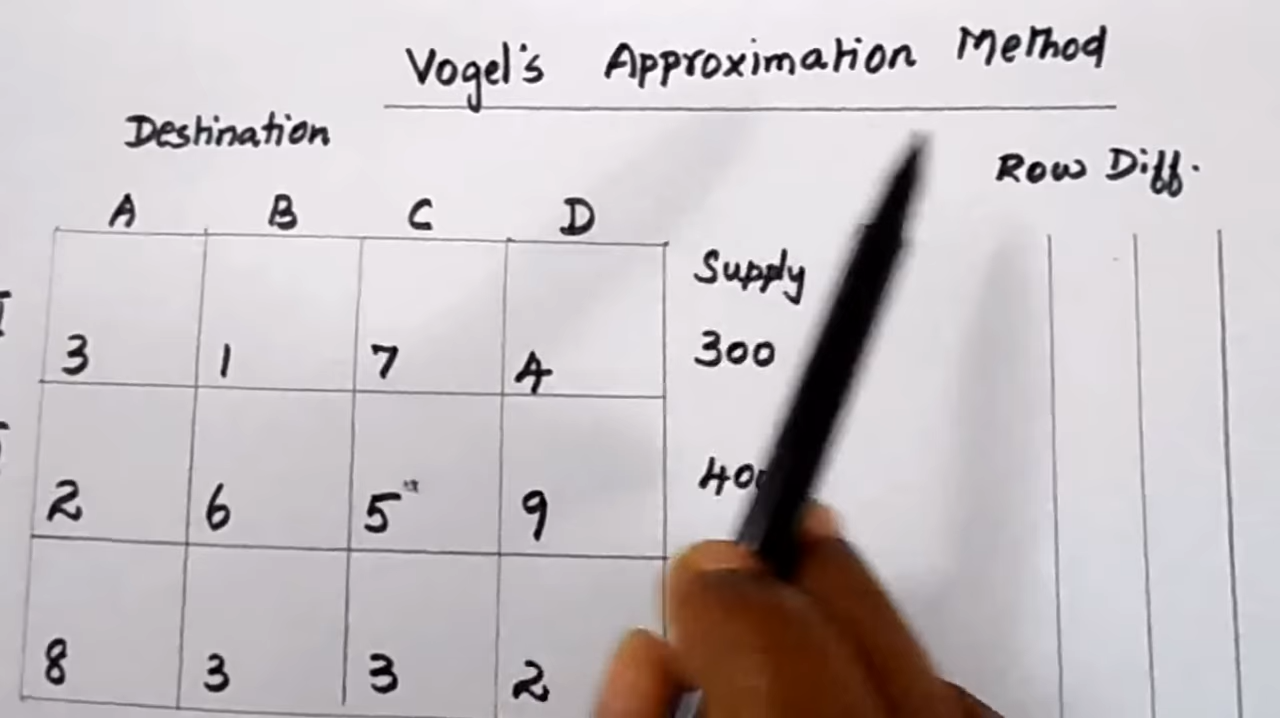 Vogel's Approximation Method
Destination
Row Diff.
A B C D
Supply
3 1 7 4 300
2 6 5 9
8 3 3 2